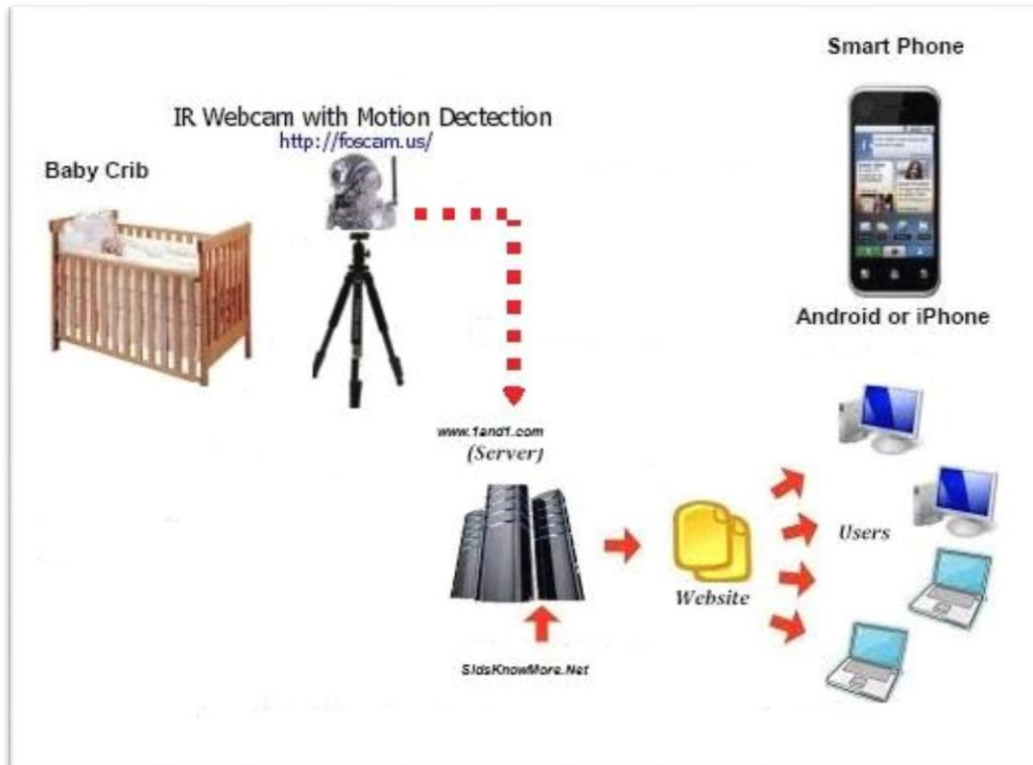 Smart Phone
IR Webcam with Motion Dectection
http://foscam.us/
Baby Crib
Android or iPhone
www.1and1.com
(Server)
Users
Website
SidsKnowMore.Net